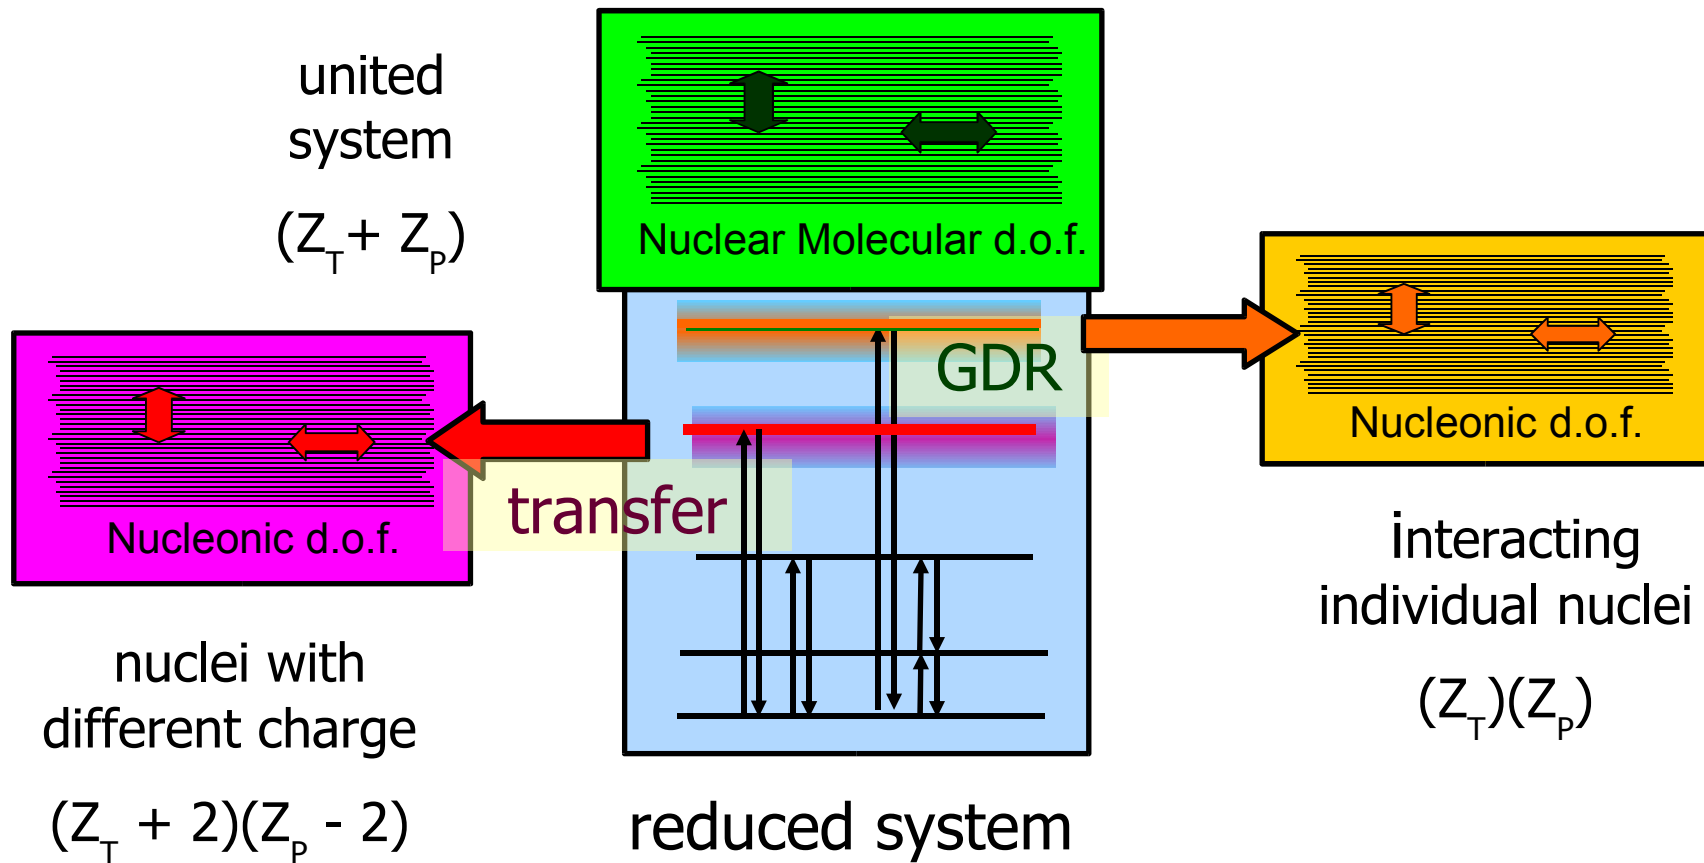 united
system
(Z_T + Z_P)
Nuclear Molecular d.o.f.
GDR
Nucleonic d.o.f.
transfer
Nucleonic d.o.f.
interacting
individual nuclei
(Z_T)(Z_P)
nuclei with
different charge
(Z_T + 2)(Z_P - 2)
reduced system